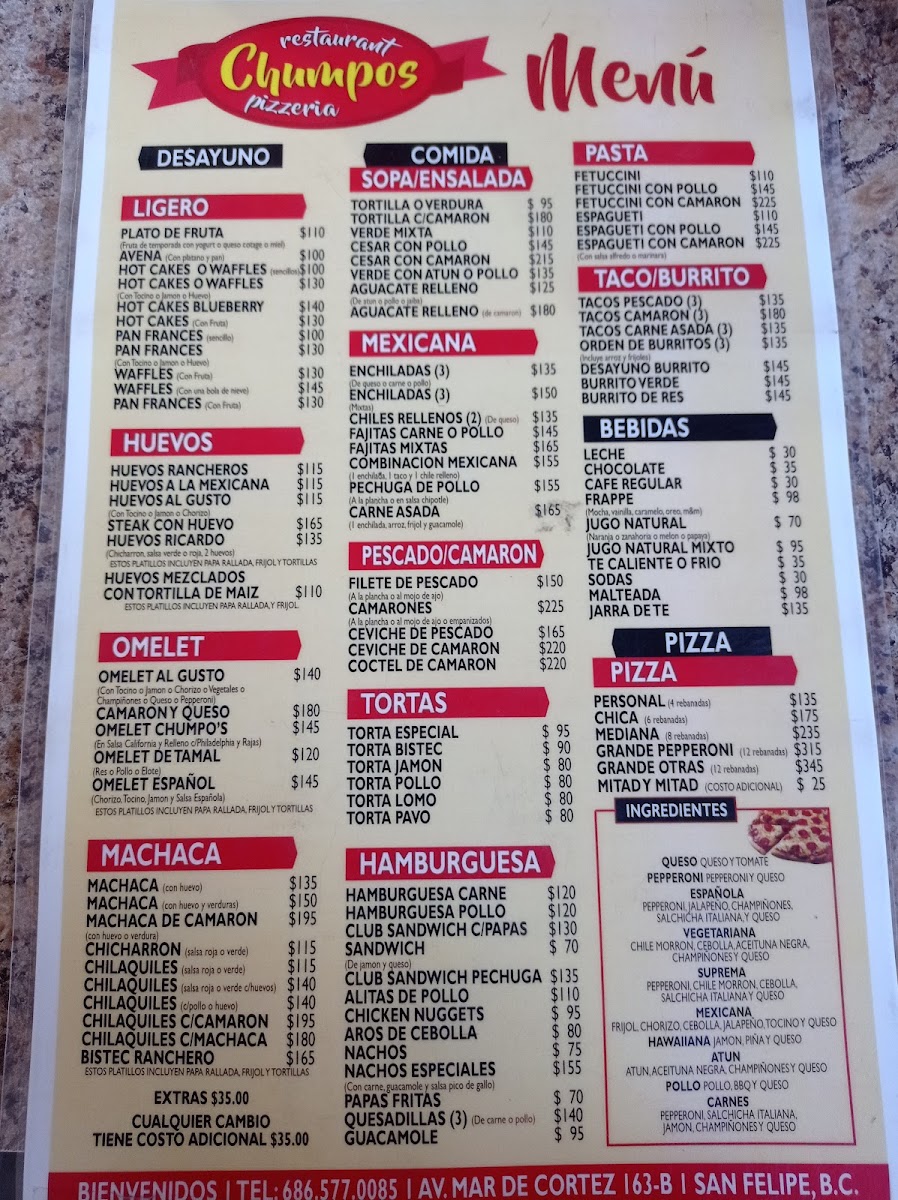 restaurant
Chumpos
pizzeria
Menú
DESAYUNO
LIGERO
PLATO DE FRUTA $110
(Fruta de temporada con yogurt o queso cotage o miel)
AVENA (Con platano y pan) $100
HOT CAKES O WAFFLES (sencillos) $100
HOT CAKES O WAFFLES $130
(Con Tocino o Jamon o Huevo)
HOT CAKES BLUEBERRY $140
HOT CAKES (Con Fruta) $130
PAN FRANCES (sencillo) $100
PAN FRANCES $130
(Con Tocino o Jamon o Huevo)
WAFFLES (Con Fruta) $130
WAFFLES (Con una bola de nieve) $145
PAN FRANCES (Con Fruta) $130
HUEVOS
HUEVOS RANCHEROS $115
HUEVOS A LA MEXICANA $115
HUEVOS AL GUSTO $115
(Con Tocino o Jamon o Chorizo)
STEAK CON HUEVO $165
HUEVOS RICARDO $135
(Chicharron, salsa verde o roja, 2 huevos)
ESTOS PLATILLOS INCLUYEN PAPA RALLADA, FRIJOL Y TORTILLAS
HUEVOS MEZCLADOS
CON TORTILLA DE MAIZ $110
ESTOS PLATILLOS INCLUYEN PAPA RALLADA, Y FRIJOL
OMELET
OMELET AL GUSTO $140
(Con Tocino o Jamon o Chorizo o Vegetales o
Champiñones o Queso o Pepperoni)
CAMARON Y QUESO $180
OMELET CHUMPO'S $145
(En Salsa California y Relleno c/Philadelphia y Rajas)
OMELET DE TAMAL $120
(Res o Pollo o Elote)
OMELET ESPAÑOL $145
(Chorizo, Tocino, Jamon y Salsa Española)
ESTOS PLATILLOS INCLUYEN PAPA RALLADA, FRIJOL Y TORTILLAS
MACHACA
MACHACA (con huevo) $135
MACHACA (con huevo y verduras) $150
MACHACA DE CAMARON $195
(con huevo o verdura)
CHICHARRON (salsa roja o verde) $115
CHILAQUILES (salsa roja o verde) $115
CHILAQUILES (salsa roja o verde c/huevos) $140
CHILAQUILES (c/pollo o huevo) $140
CHILAQUILES C/CAMARON $195
CHILAQUILES C/MACHACA $180
BISTEC RANCHERO $165
ESTOS PLATILLOS INCLUYEN PAPA RALLADA, FRIJOL Y TORTILLAS
EXTRAS $35.00
CUALQUIER CAMBIO
TIENE COSTO ADICIONAL $35.00
COMIDA
SOPA/ENSALADA
TORTILLA O VERDURA $ 95
TORTILLA C/CAMARON $180
VERDE MIXTA $110
CESAR CON POLLO $145
CESAR CON CAMARON $215
VERDE CON ATUN O POLLO $135
AGUACATE RELLENO $125
(De atun o pollo o jaiba)
AGUACATE RELLENO (de camaron) $180
MEXICANA
ENCHILADAS (3) $135
(De queso o carne o pollo)
ENCHILADAS (3) $150
(Mixtas)
CHILES RELLENOS (2) (De queso) $135
FAJITAS CARNE O POLLO $145
FAJITAS MIXTAS $165
COMBINACION MEXICANA $155
(1 enchilada, 1 taco y 1 chile relleno)
PECHUGA DE POLLO $155
(A la plancha o en salsa chipotle)
CARNE ASADA $165
(1 enchilada, arroz, frijol y guacamole)
PESCADO/CAMARON
FILETE DE PESCADO $150
(A la plancha o al mojo de ajo)
CAMARONES $225
(A la plancha o al mojo de ajo o empanizados)
CEVICHE DE PESCADO $165
CEVICHE DE CAMARON $220
COCTEL DE CAMARON $220
TORTAS
TORTA ESPECIAL $ 95
TORTA BISTEC $ 90
TORTA JAMON $ 80
TORTA POLLO $ 80
TORTA LOMO $ 80
TORTA PAVO $ 80
HAMBURGUESA
HAMBURGUESA CARNE $120
HAMBURGUESA POLLO $120
CLUB SANDWICH C/PAPAS $130
SANDWICH $ 70
(De jamon y queso)
CLUB SANDWICH PECHUGA $135
ALITAS DE POLLO $110
CHICKEN NUGGETS $ 95
AROS DE CEBOLLA $ 80
NACHOS $ 75
NACHOS ESPECIALES $155
(Con carne, guacamole y salsa pico de gallo)
PAPAS FRITAS $ 70
QUESADILLAS (3) (De carne o pollo) $140
GUACAMOLE $ 95
PASTA
FETUCCINI $110
FETUCCINI CON POLLO $145
FETUCCINI CON CAMARON $225
ESPAGUETI $110
ESPAGUETI CON POLLO $145
ESPAGUETI CON CAMARON $225
(Con salsa alfredo o marinara)
TACO/BURRITO
TACOS PESCADO (3) $135
TACOS CAMARON (3) $180
TACOS CARNE ASADA (3) $135
ORDEN DE BURRITOS (3) $135
(Incluye arroz y frijoles)
DESAYUNO BURRITO $145
BURRITO VERDE $145
BURRITO DE RES $145
BEBIDAS
LECHE $ 30
CHOCOLATE $ 35
CAFE REGULAR $ 30
FRAPPE $ 98
(Mocha, vainilla, caramelo, oreo, m&m)
JUGO NATURAL $ 70
(Naranja o zanahoria o melon o papaya)
JUGO NATURAL MIXTO $ 95
TE CALIENTE O FRIO $ 35
SODAS $ 30
MALTEADA $ 98
JARRA DE TE $135
PIZZA
PIZZA
PERSONAL (4 rebanadas) $135
CHICA (6 rebanadas) $175
MEDIANA (8 rebanadas) $235
GRANDE PEPPERONI (12 rebanadas) $315
GRANDE OTRAS (12 rebanadas) $345
MITAD Y MITAD (COSTO ADICIONAL) $ 25
INGREDIENTES
QUESO QUESO Y TOMATE
PEPPERONI PEPPERONI Y QUESO
ESPAÑOLA
PEPPERONI, JALAPEÑO, CHAMPIÑONES,
SALCHICHA ITALIANA, Y QUESO
VEGETARIANA
CHILE MORRON, CEBOLLA, ACEITUNA NEGRA,
CHAMPIÑONES Y QUESO
SUPREMA
PEPPERONI, CHILE MORRON, CEBOLLA,
SALCHICHA ITALIANA Y QUESO
MEXICANA
FRIJOL, CHORIZO, CEBOLLA, JALAPEÑO, TOCINO Y QUESO
HAWAIIANA JAMON, PIÑA Y QUESO
ATUN
ATUN, ACEITUNA NEGRA, CHAMPIÑONES Y QUESO
POLLO POLLO, BBQ Y QUESO
CARNES
PEPPERONI, SALCHICHA ITALIANA,
JAMON, CHAMPIÑONES Y QUESO
BIENVENIDOS | TEL: 686.577.0085 | AV. MAR DE CORTEZ 163-B | SAN FELIPE, B.C.